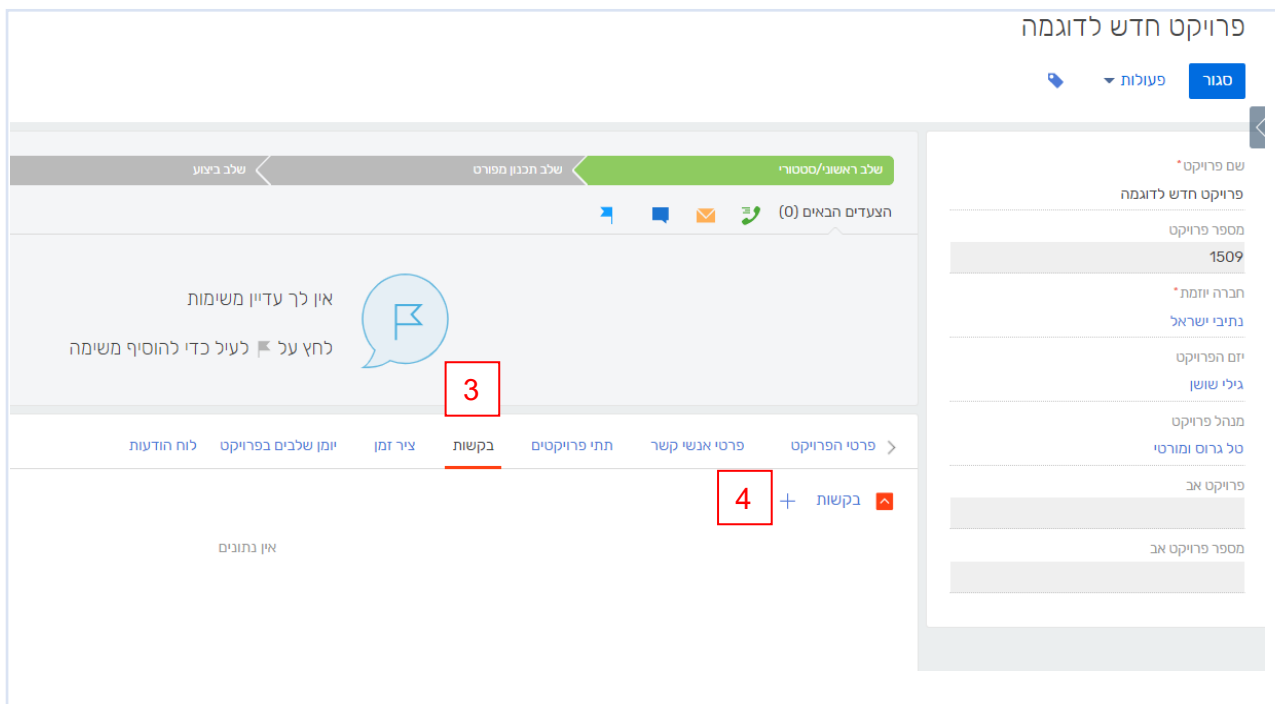 פרויקט חדש לדוגמה
סגור
פעולות
שם פרויקט*
פרויקט חדש לדוגמה
מספר פרויקט
1509
חברה יוזמת*
נתיבי ישראל
יזם הפרויקט
גילי שושן
מנהל פרויקט
טל גרוס ומורטי
פרויקט אב
מספר פרויקט אב
שלב ראשוני/סטטורי שלב תכנון מפורט שלב ביצוע
הצעדים הבאים (0)
אין לך עדיין משימות
לחץ על לעיל כדי להוסיף משימה
3
פרטי הפרויקט פרטי אנשי קשר תתי פרויקטים בקשות ציר זמן יומן שלבים בפרויקט לוח הודעות
בקשות + 4
אין נתונים